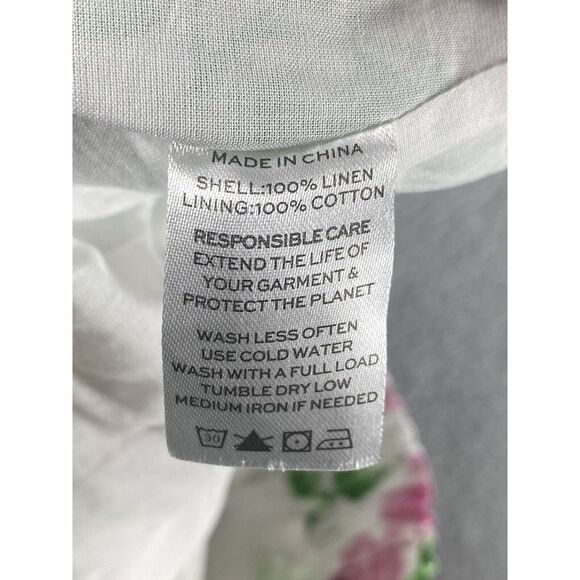 MADE IN CHINA
SHELL:100% LINEN
LINING:100% COTTON
RESPONSIBLE CARE
EXTEND THE LIFE OF
YOUR GARMENT &
PROTECT THE PLANET
WASH LESS OFTEN
USE COLD WATER
WASH WITH A FULL LOAD
TUMBLE DRY LOW
MEDIUM IRON IF NEEDED
30